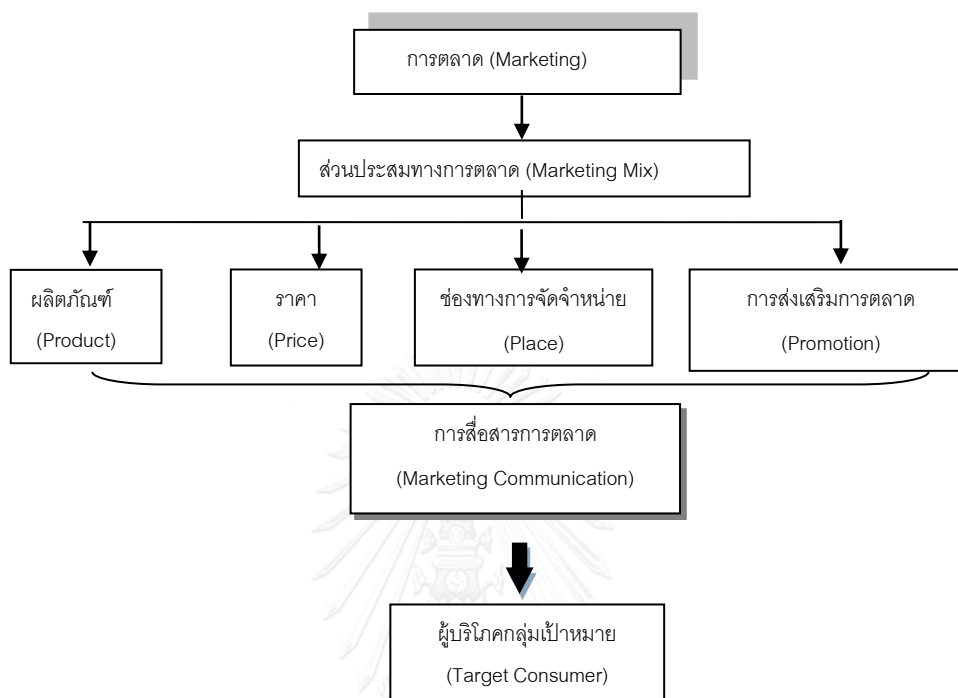 การตลาด (Marketing)
ส่วนประสมทางการตลาด (Marketing Mix)
ผลิตภัณฑ์
(Product)
ราคา
(Price)
ช่องทางการจัดจำหน่าย
(Place)
การส่งเสริมการตลาด
(Promotion)
การสื่อสารการตลาด
(Marketing Communication)
ผู้บริโภคกลุ่มเป้าหมาย
(Target Consumer)